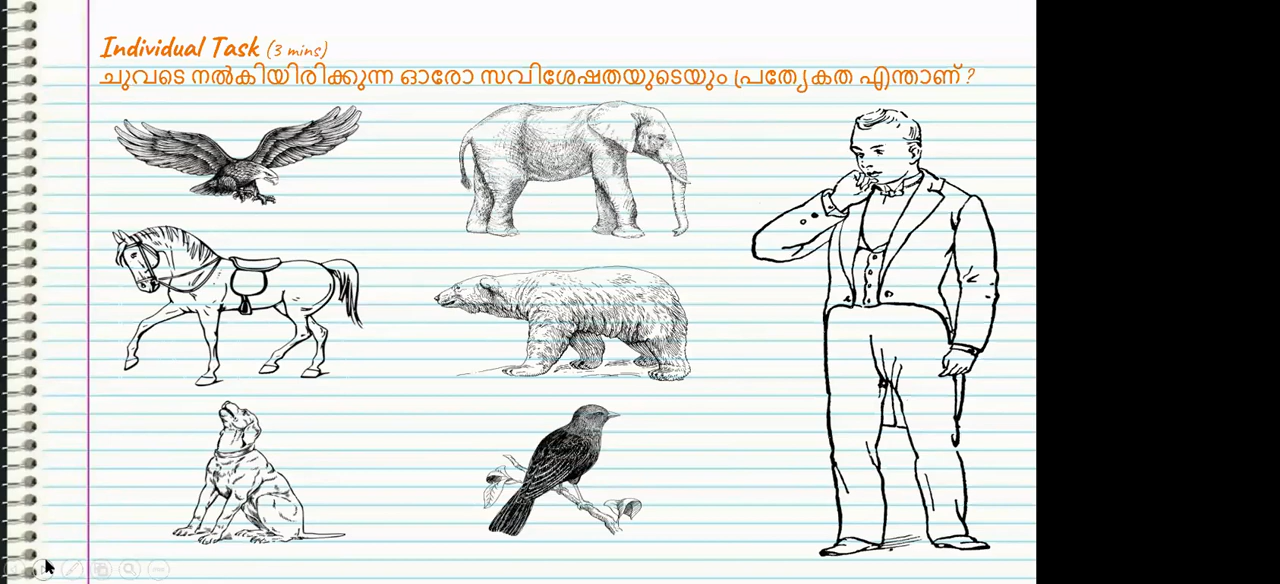 Individual Task (3 mins)
ചുവടെ നൽകിയിരിക്കുന്ന ഓരോ സവിശേഷതയുടെയും പ്രത്യേകത എന്താണ് ?